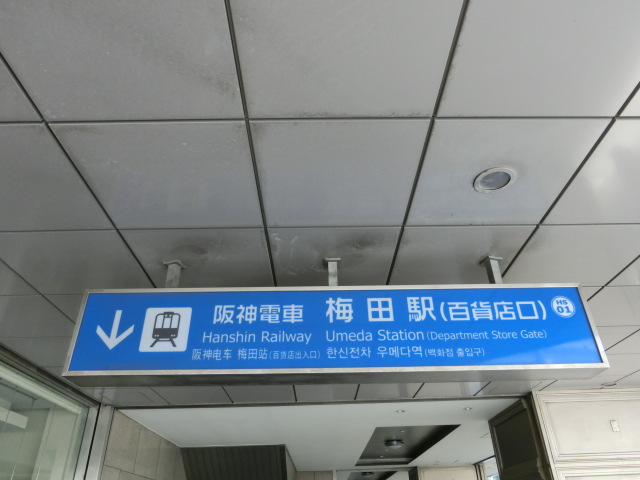 阪神電車 梅田駅(百貨店口) HS 01
Hanshin Railway Umeda Station (Department Store Gate)
阪神电车 梅田站(百貨店出入口) 한신전차 우메다역(백화점 출입구)